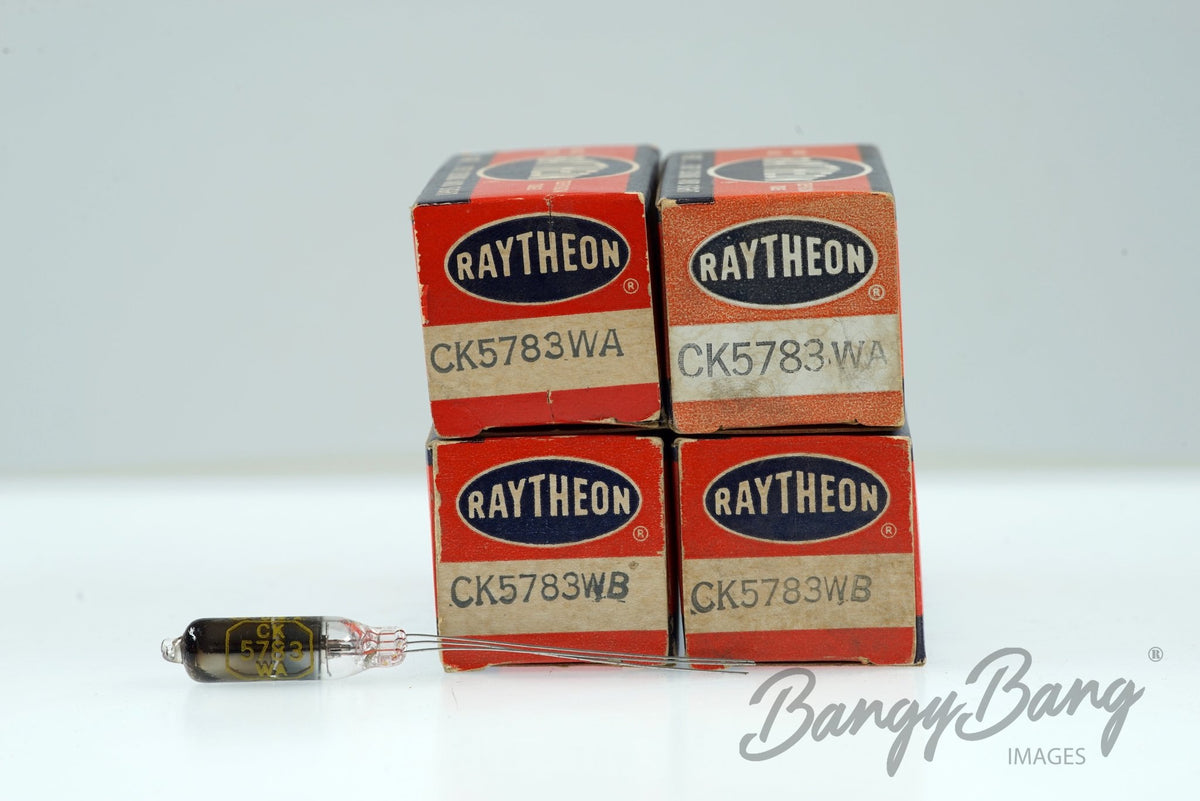 RAYTHEON
®
CK5783WA
RAYTHEON
®
CK5783WA
RAYTHEON
®
CK5783WB
RAYTHEON
®
CK5783WB
CK
5783
WA
BangyBang
®
IMAGES